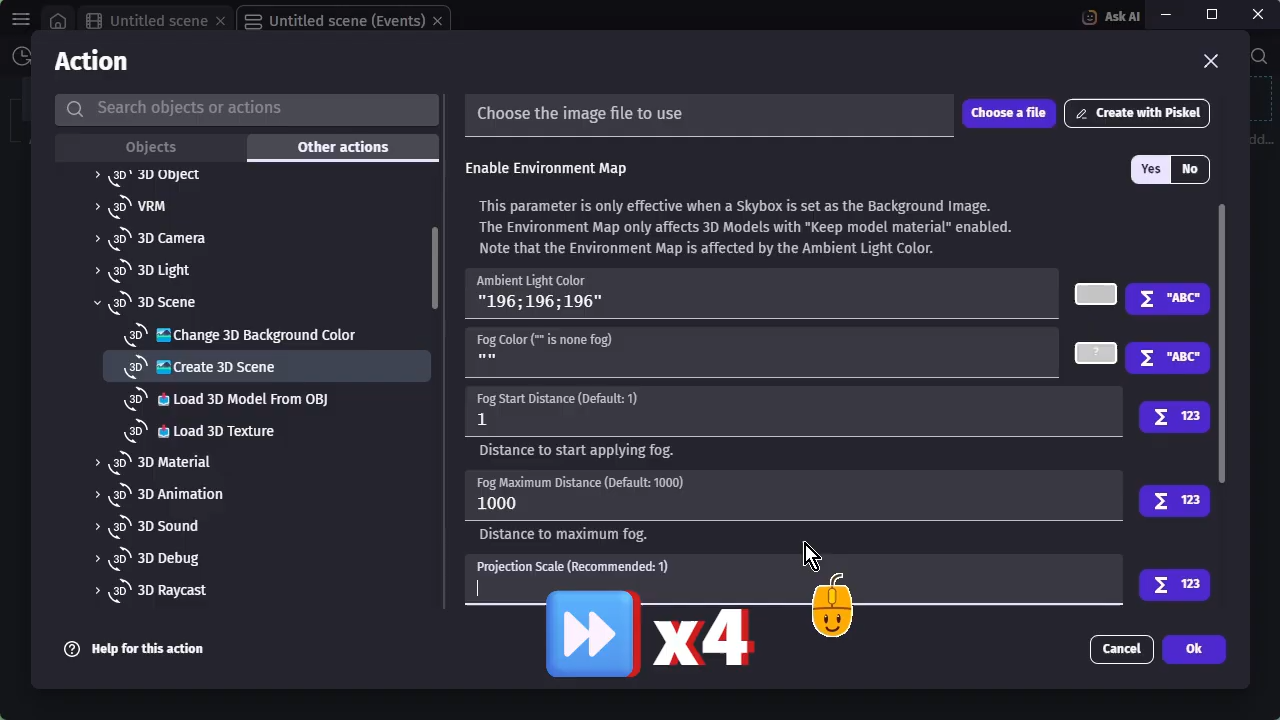 Untitled scene
Untitled scene (Events)
Ask AI
Action
Search objects or actions
Objects
Other actions
3D Object
VRM
3D Camera
3D Light
3D Scene
Change 3D Background Color
Create 3D Scene
Load 3D Model From OBJ
Load 3D Texture
3D Material
3D Animation
3D Sound
3D Debug
3D Raycast
Choose the image file to use
Choose a file
Create with Piskel
Enable Environment Map
Yes
No
This parameter is only effective when a Skybox is set as the Background Image.
The Environment Map only affects 3D Models with "Keep model material" enabled.
Note that the Environment Map is affected by the Ambient Light Color.
Ambient Light Color
"196;196;196"
Σ "ABC"
Fog Color ("" is none fog)
""
?
Σ "ABC"
Fog Start Distance (Default: 1)
1
Σ 123
Distance to start applying fog.
Fog Maximum Distance (Default: 1000)
1000
Σ 123
Distance to maximum fog.
Projection Scale (Recommended: 1)
Σ 123
x4
Help for this action
Cancel
Ok